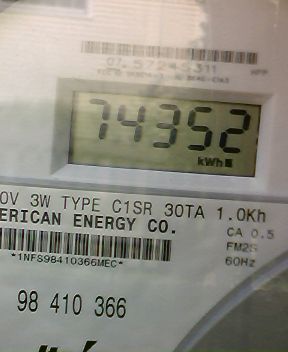 74352
kWh
0V 3W TYPE C1SR 30TA 1.0Kh
ERICAN ENERGY CO.
CA 0.5
FM2S
*1NFS98410366MEC*
60Hz
98 410 366